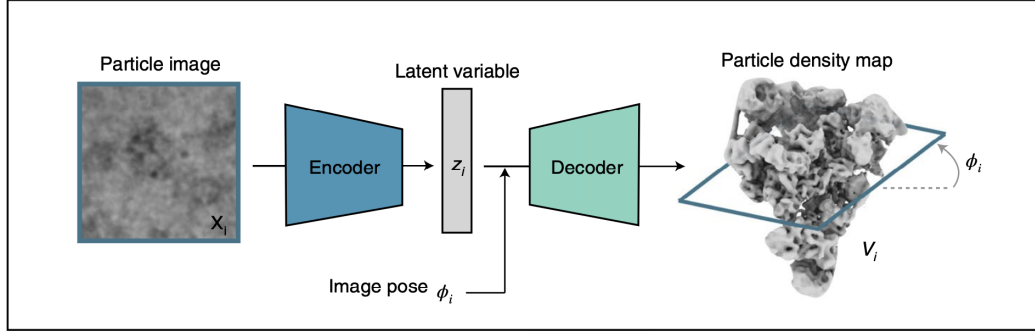 Particle image
X_i
Encoder
Latent variable
z_i
Image pose ϕ_i
Decoder
Particle density map
ϕ_i
V_i